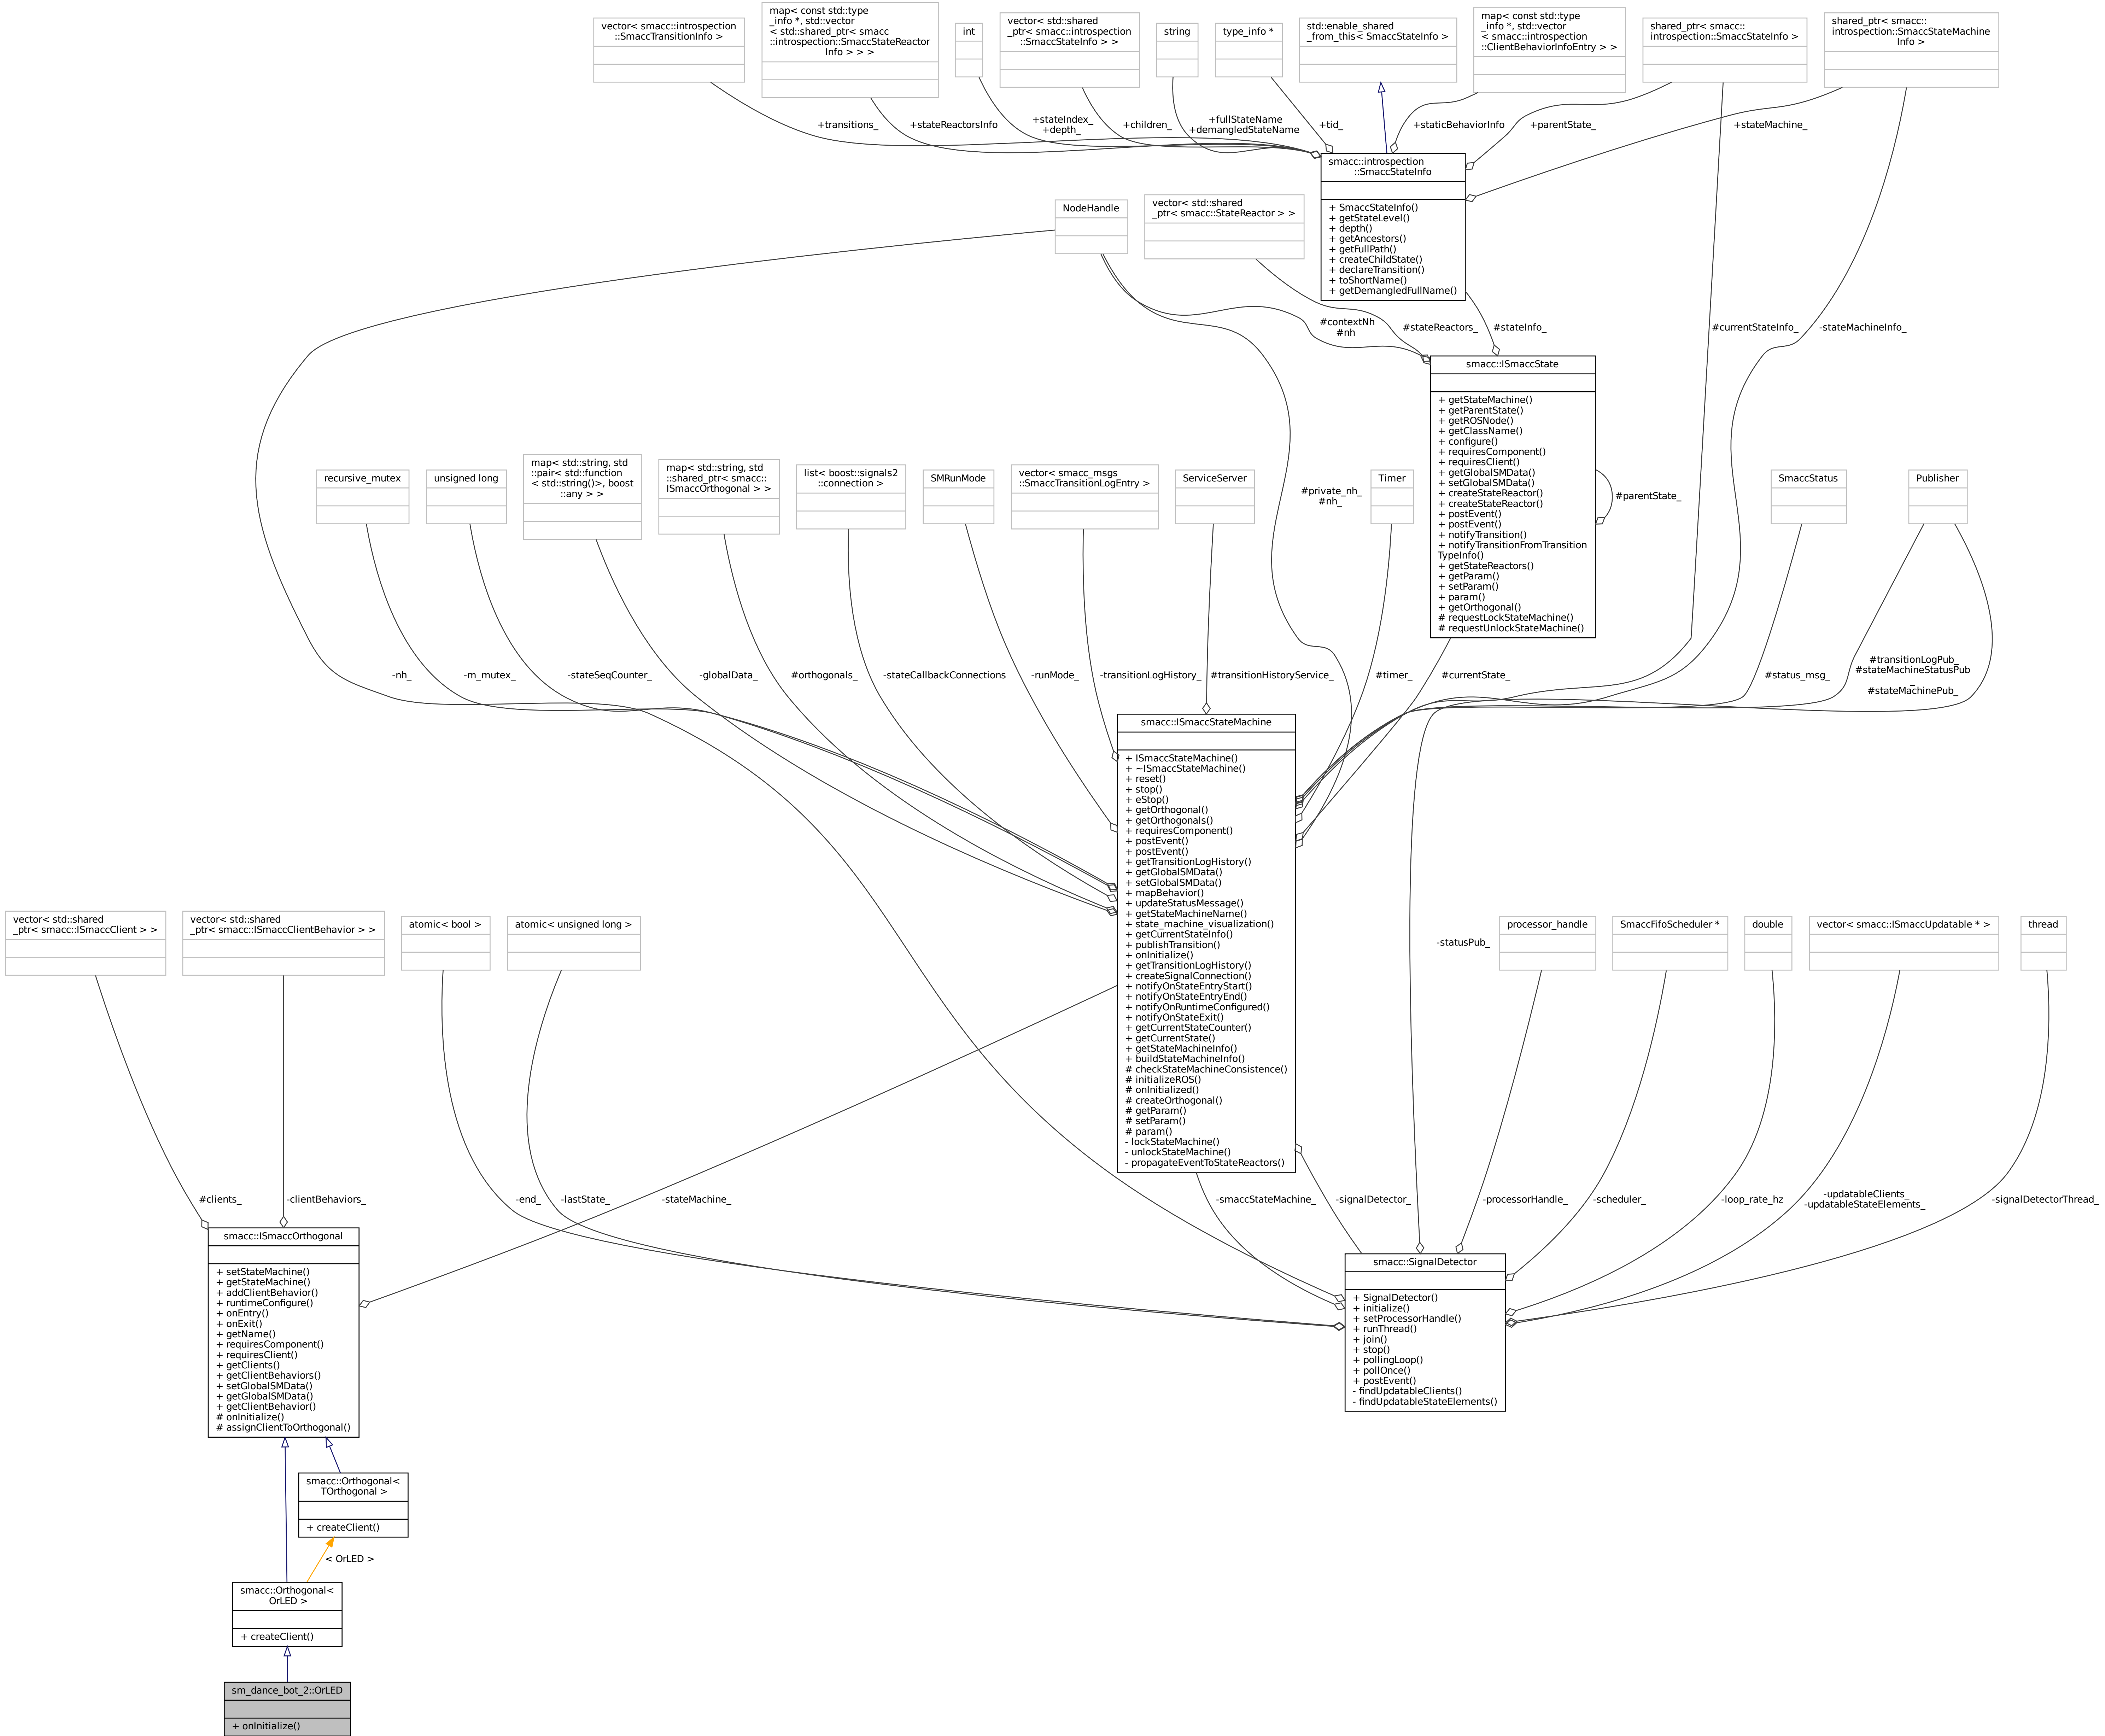 vector< smacc::introspection
::SmaccTransitionInfo >
map< const std::type
_info *, std::vector
< std::shared_ptr< smacc
::introspection::SmaccStateReactor
Info > > >
int
vector< std::shared
_ptr< smacc::introspection
::SmaccStateInfo > >
string
type_info *
std::enable_shared
_from_this< SmaccStateInfo >
map< const std::type
_info *, std::vector
< smacc::introspection
::ClientBehaviorInfoEntry > >
shared_ptr< smacc::
introspection::SmaccStateInfo >
shared_ptr< smacc::
introspection::SmaccStateMachine
Info >
+transitions_
+stateReactorsInfo
+stateIndex_
+depth_
+children_
+fullStateName
+demangledStateName
+tid_
+staticBehaviorInfo
+parentState_
+stateMachine_
smacc::introspection
::SmaccStateInfo
+ SmaccStateInfo()
+ getStateLevel()
+ depth()
+ getAncestors()
+ getFullPath()
+ createChildState()
+ declareTransition()
+ toShortName()
+ getDemangledFullName()
NodeHandle
vector< std::shared
_ptr< smacc::StateReactor > >
#contextNh
#nh
#stateReactors_
#stateInfo_
#currentStateInfo_
-stateMachineInfo_
smacc::ISmaccState
+ getStateMachine()
+ getParentState()
+ getROSNode()
+ getClassName()
+ configure()
+ requiresComponent()
+ requiresClient()
+ getGlobalSMData()
+ setGlobalSMData()
+ createStateReactor()
+ createStateReactor()
+ postEvent()
+ postEvent()
+ notifyTransition()
+ notifyTransitionFromTransition
TypeInfo()
+ getStateReactors()
+ getParam()
+ setParam()
+ param()
+ getOrthogonal()
# requestLockStateMachine()
# requestUnlockStateMachine()
#parentState_
recursive_mutex
unsigned long
map< std::string, std
::pair< std::function
< std::string()>, boost
::any > >
map< std::string, std
::shared_ptr< smacc::
ISmaccOrthogonal > >
list< boost::signals2
::connection >
SMRunMode
vector< smacc_msgs
::SmaccTransitionLogEntry >
ServiceServer
#private_nh_
#nh_
Timer
SmaccStatus
Publisher
-nh_
-m_mutex_
-stateSeqCounter_
-globalData_
#orthogonals_
-stateCallbackConnections
-runMode_
-transitionLogHistory_
#transitionHistoryService_
#timer_
#currentState_
#status_msg_
#transitionLogPub_
#stateMachineStatusPub
_
#stateMachinePub_
smacc::ISmaccStateMachine
+ ISmaccStateMachine()
+ ~ISmaccStateMachine()
+ reset()
+ stop()
+ eStop()
+ getOrthogonal()
+ getOrthogonals()
+ requiresComponent()
+ postEvent()
+ postEvent()
+ getTransitionLogHistory()
+ getGlobalSMData()
+ setGlobalSMData()
+ mapBehavior()
+ updateStatusMessage()
+ getStateMachineName()
+ state_machine_visualization()
+ getCurrentStateInfo()
+ publishTransition()
+ onInitialize()
+ getTransitionLogHistory()
+ createSignalConnection()
+ notifyOnStateEntryStart()
+ notifyOnStateEntryEnd()
+ notifyOnRuntimeConfigured()
+ notifyOnStateExit()
+ getCurrentStateCounter()
+ getCurrentState()
+ getStateMachineInfo()
+ buildStateMachineInfo()
# checkStateMachineConsistence()
# initializeROS()
# onInitialized()
# createOrthogonal()
# getParam()
# setParam()
# param()
- lockStateMachine()
- unlockStateMachine()
- propagateEventToStateReactors()
vector< std::shared
_ptr< smacc::ISmaccClient > >
vector< std::shared
_ptr< smacc::ISmaccClientBehavior > >
atomic< bool >
atomic< unsigned long >
-statusPub_
processor_handle
SmaccFifoScheduler *
double
vector< smacc::ISmaccUpdatable * >
thread
#clients_
-clientBehaviors_
-end_
-lastState_
-stateMachine_
-smaccStateMachine_
-signalDetector_
-processorHandle_
-scheduler_
-loop_rate_hz
-updatableClients_
-updatableStateElements_
-signalDetectorThread_
smacc::ISmaccOrthogonal
+ setStateMachine()
+ getStateMachine()
+ addClientBehavior()
+ runtimeConfigure()
+ onEntry()
+ onExit()
+ getName()
+ requiresComponent()
+ requiresClient()
+ getClients()
+ getClientBehaviors()
+ setGlobalSMData()
+ getGlobalSMData()
+ getClientBehavior()
# onInitialize()
# assignClientToOrthogonal()
smacc::SignalDetector
+ SignalDetector()
+ initialize()
+ setProcessorHandle()
+ runThread()
+ join()
+ stop()
+ pollingLoop()
+ pollOnce()
+ postEvent()
- findUpdatableClients()
- findUpdatableStateElements()
smacc::Orthogonal<
TOrthogonal >
+ createClient()
< OrLED >
smacc::Orthogonal<
OrLED >
+ createClient()
sm_dance_bot_2::OrLED
+ onInitialize()